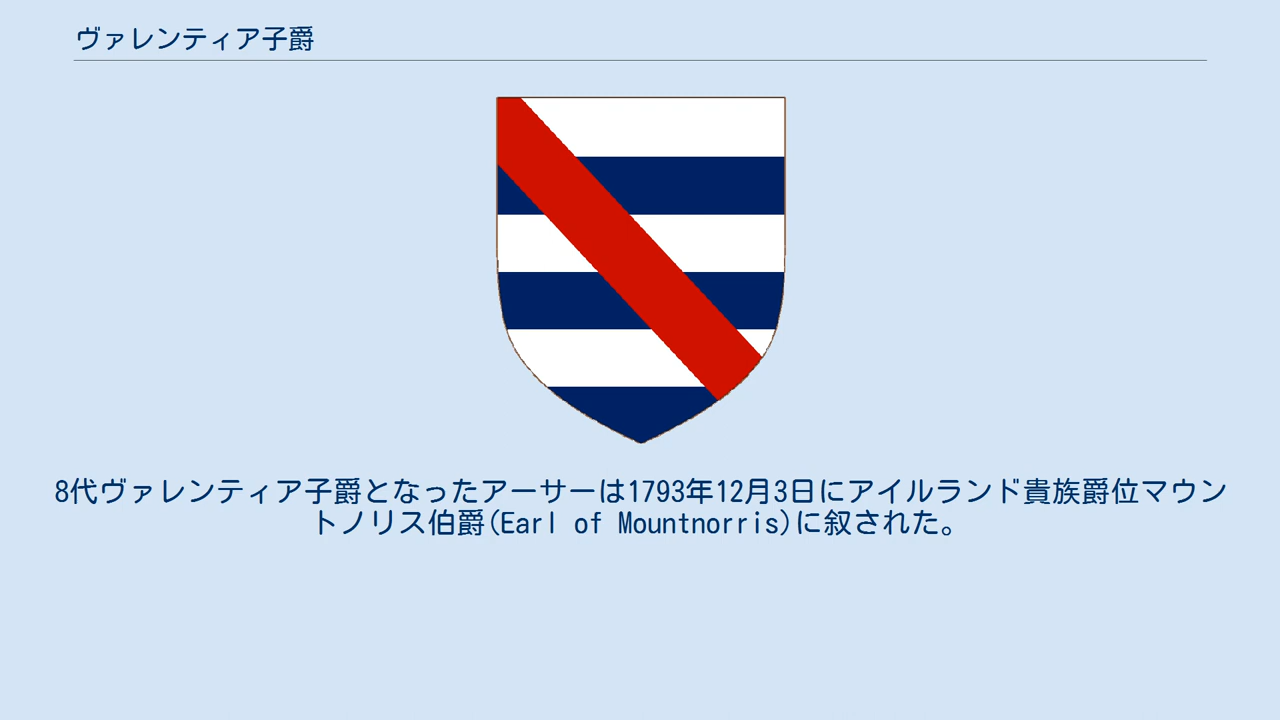 ヴァレンティア子爵
8代ヴァレンティア子爵となったアーサーは1793年12月3日にアイルランド貴族爵位マウン
トノリス伯爵(Earl of Mountnorris)に叙された。